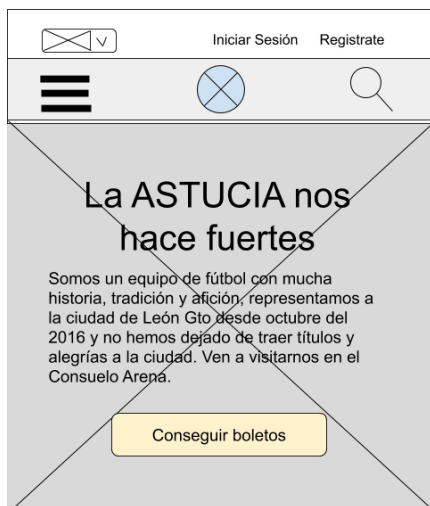 Iniciar Sesión Registrate
La ASTUCIA nos
hace fuertes
Somos un equipo de fútbol con mucha
historia, tradición y afición, representamos a
la ciudad de León Gto desde octubre del
2016 y no hemos dejado de traer títulos y
alegrías a la ciudad. Ven a visitarnos en el
Consuelo Arena.
Conseguir boletos